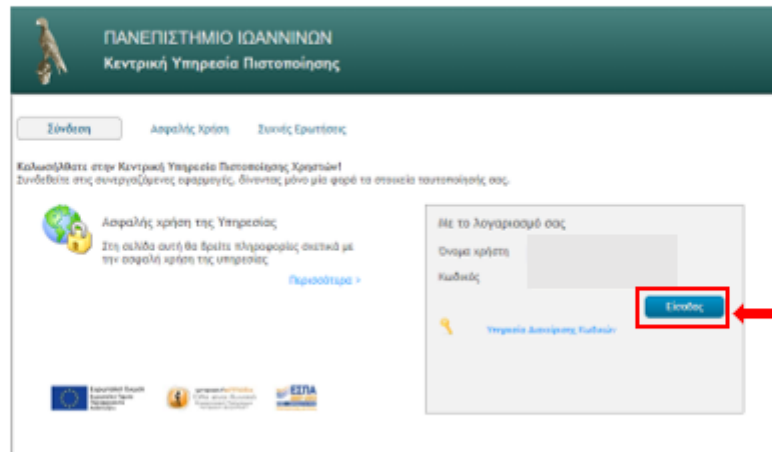 ΠΑΝΕΠΙΣΤΗΜΙΟ ΙΩΑΝΝΙΝΩΝ
Κεντρική Υπηρεσία Πιστοποίησης
Σύνδεση Ασφαλής Χρήση Συχνές Ερωτήσεις
Καλωσήλθατε στην Κεντρική Υπηρεσία Πιστοποίησης Χρηστών!
Συνδεθείτε στις συνεργαζόμενες εφαρμογές, δίνοντας μόνο μία φορά τα στοιχεία ταυτοποίησής σας.
Ασφαλής χρήση της Υπηρεσίας
Στη σελίδα αυτή θα βρείτε πληροφορίες σχετικά με
την ασφαλή χρήση της υπηρεσίας
Περισσότερα >
Με το λογαριασμό σας
Όνομα χρήστη
Κωδικός
Είσοδος
Υπηρεσία Διαχείρισης Κωδικών
Ευρωπαϊκή Ένωση
ΕΣΠΑ